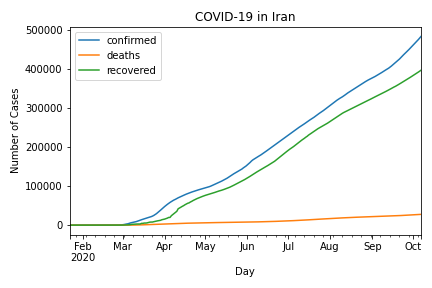 COVID-19 in Iran
500000
400000
300000
200000
100000
0
Number of Cases
confirmed
deaths
recovered
Feb Mar Apr May Jun Jul Aug Sep Oct
2020
Day